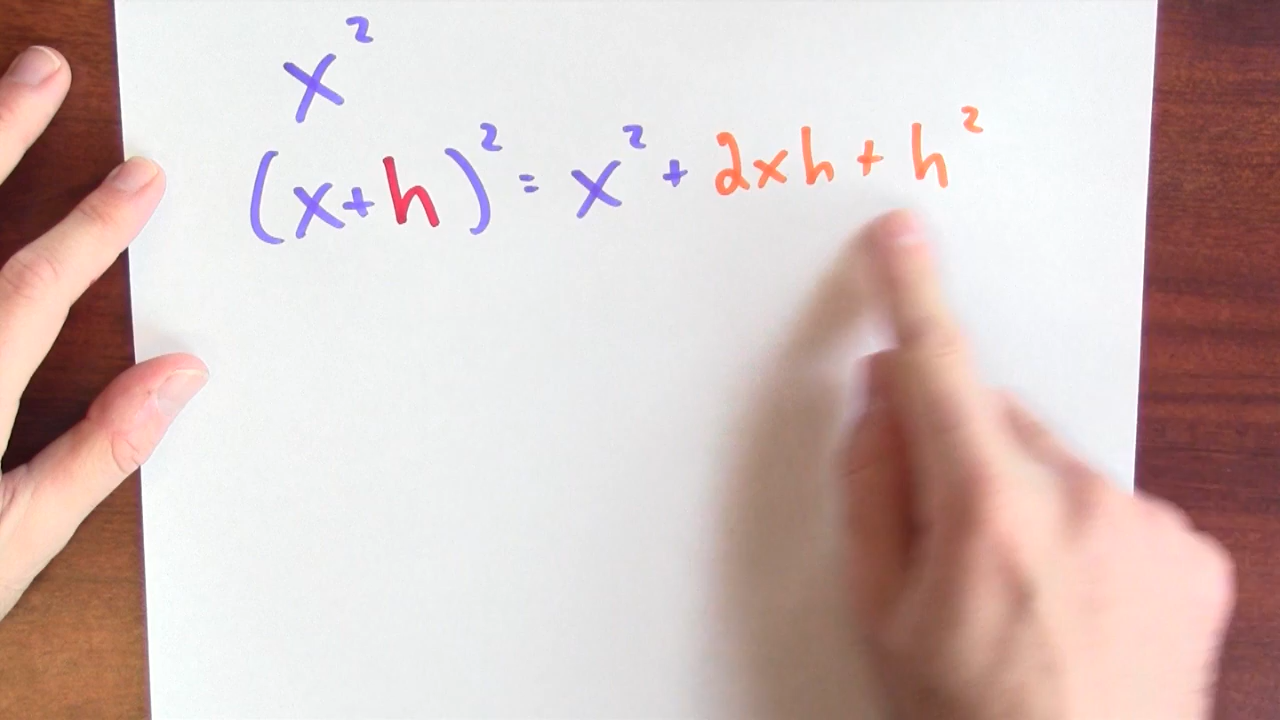 x²
(x+h)² = x² + 2xh + h²